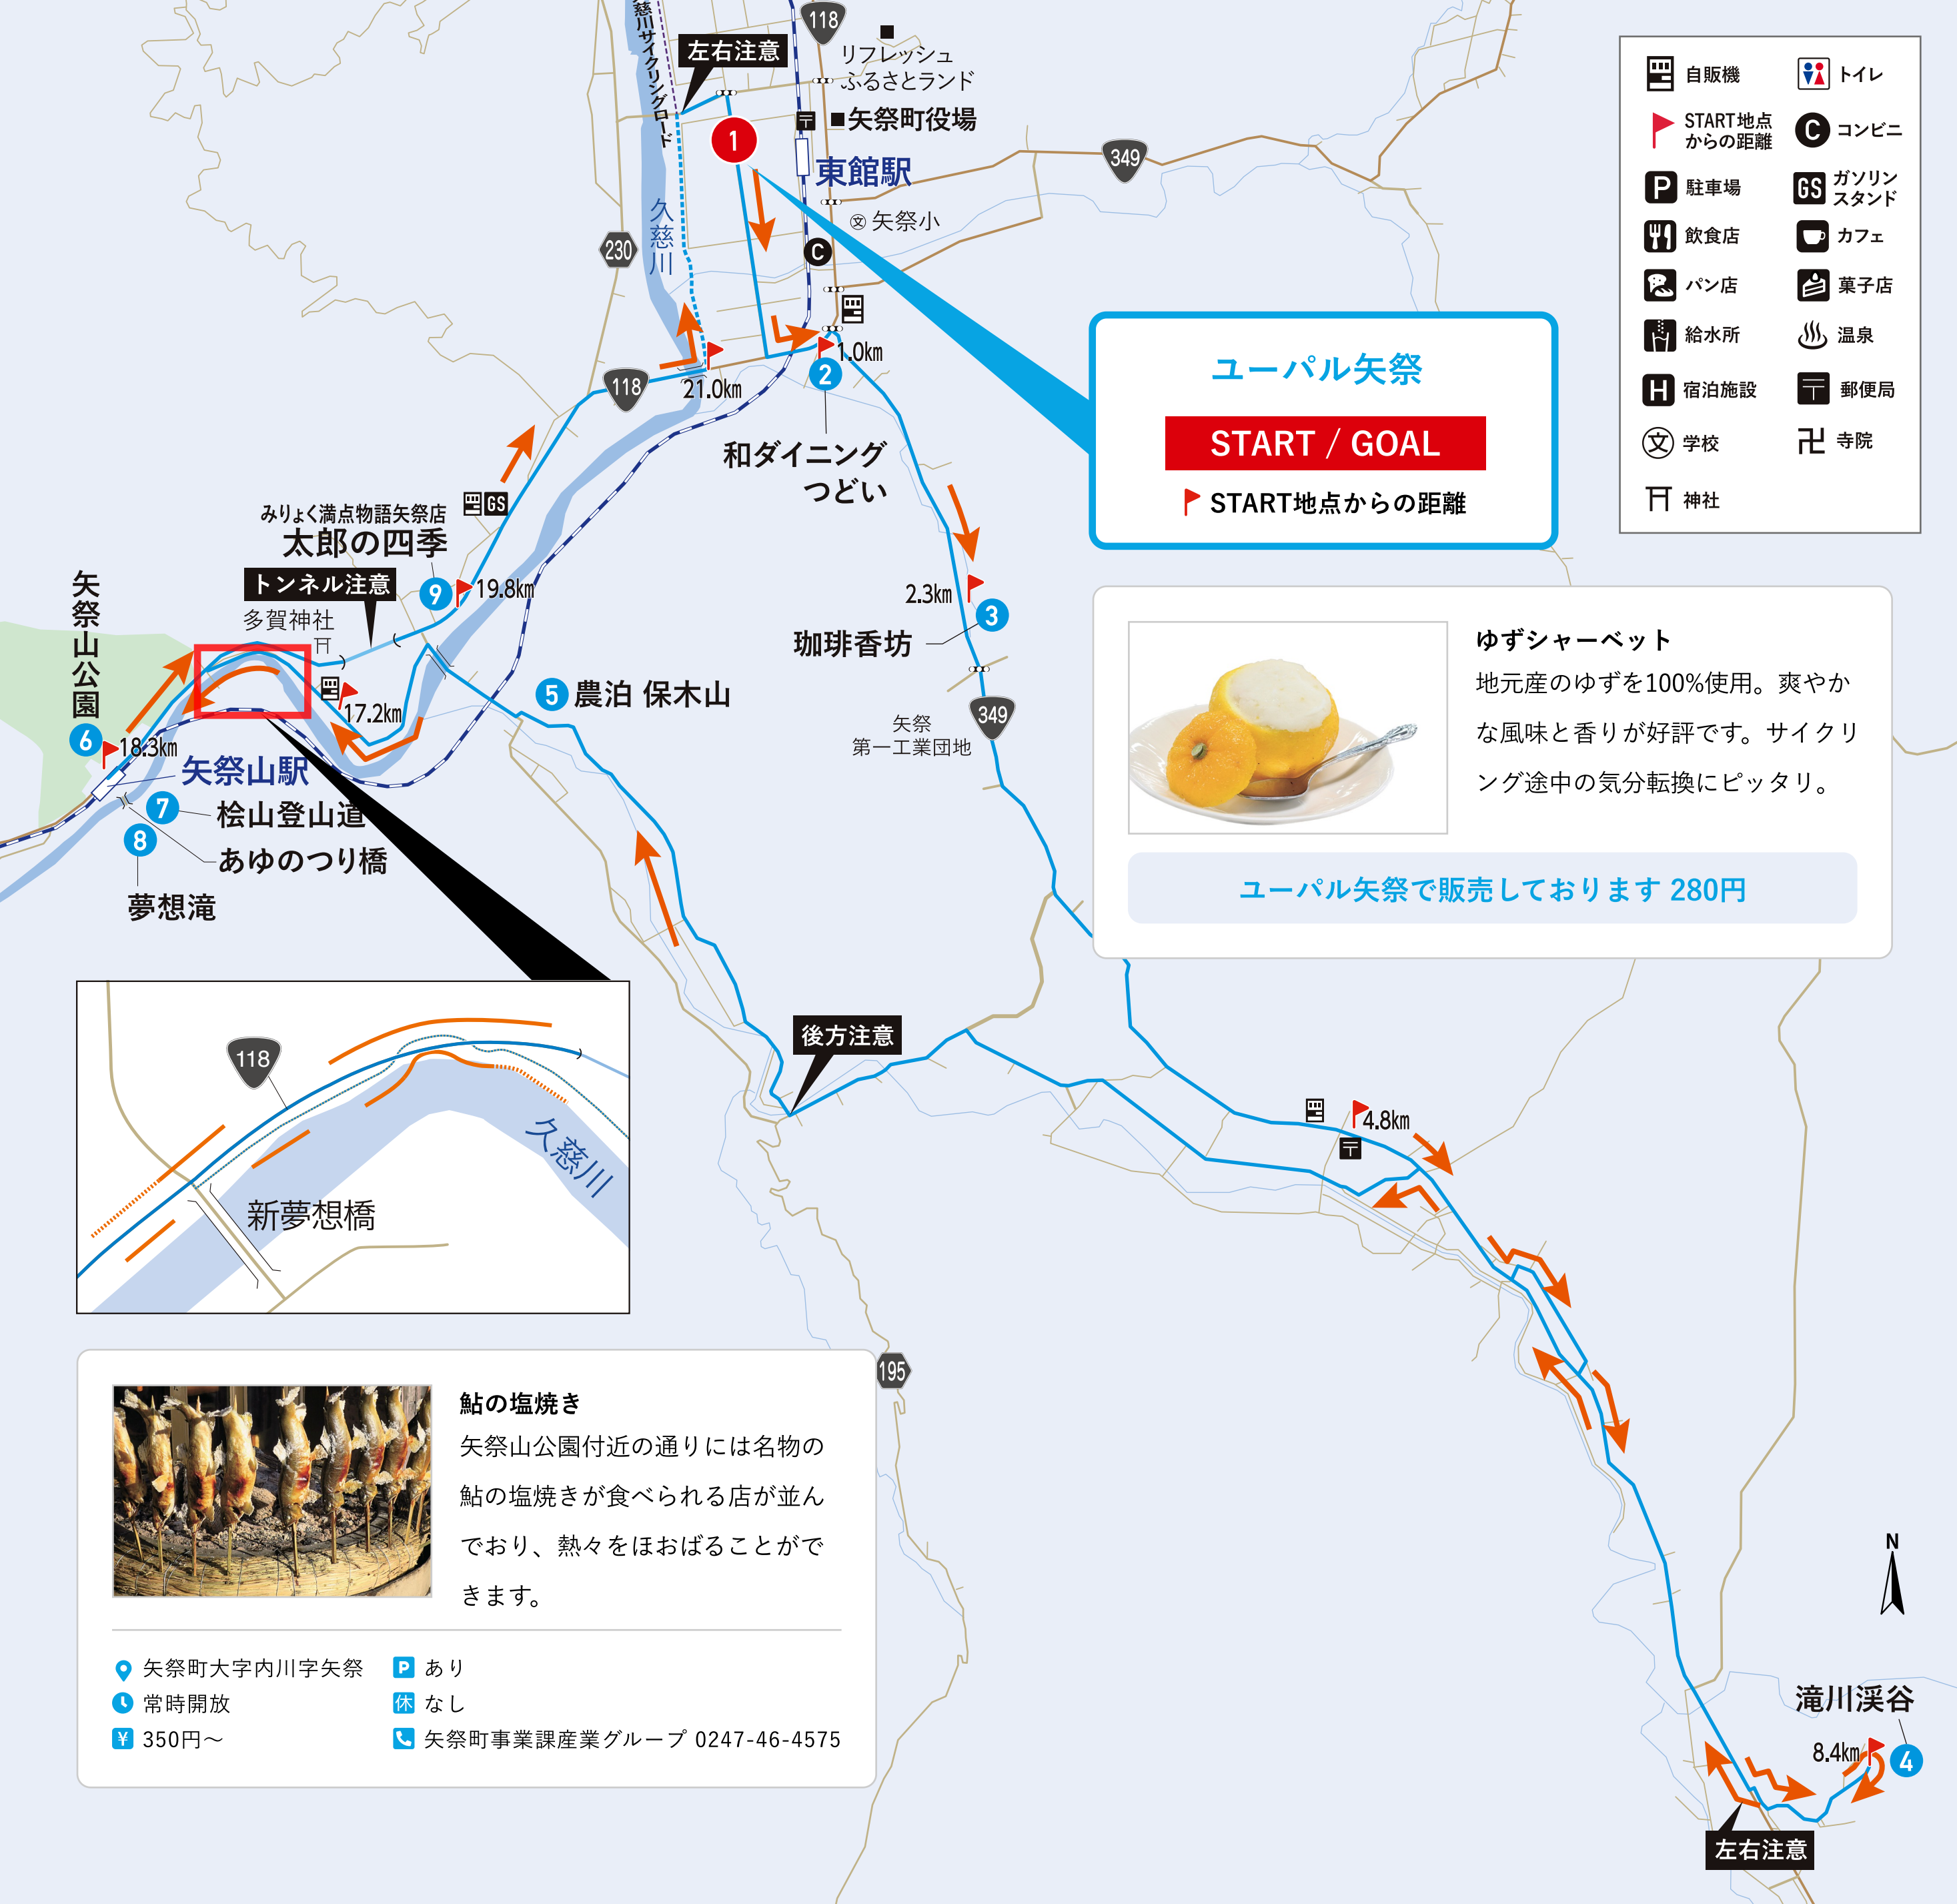 慈川サイクリングロード
左右注意
118
リフレッシュ
ふるさとランド
矢祭町役場
1
東館駅
349
矢祭小
文
久慈川
230
C
1.0km
2
21.0km
118
和ダイニング
つどい
ユーパル矢祭
START / GOAL
START地点からの距離
自販機
トイレ
START地点
からの距離
C
コンビニ
P
駐車場
GS
ガソリン
スタンド
飲食店
カフェ
パン店
菓子店
給水所
温泉
H
宿泊施設
郵便局
文
学校
寺院
神社
GS
みりょく満点物語矢祭店
太郎の四季
トンネル注意
9
19.8km
多賀神社
矢祭山公園
17.2km
6
18.3km
矢祭山駅
7
桧山登山道
8
あゆのつり橋
夢想滝
5
農泊 保木山
2.3km
3
珈琲香坊
349
矢祭
第一工業団地
ゆずシャーベット
地元産のゆずを100%使用。爽やか
な風味と香りが好評です。サイクリ
ング途中の気分転換にピッタリ。
ユーパル矢祭で販売しております 280円
後方注意
118
久慈川
新夢想橋
4.8km
195
鮎の塩焼き
矢祭山公園付近の通りには名物の
鮎の塩焼きが食べられる店が並ん
でおり、熱々をほおばることがで
きます。
矢祭町大字内川字矢祭
P
あり
常時開放
休
なし
¥
350円〜
矢祭町事業課産業グループ 0247-46-4575
N
滝川渓谷
8.4km
4
左右注意